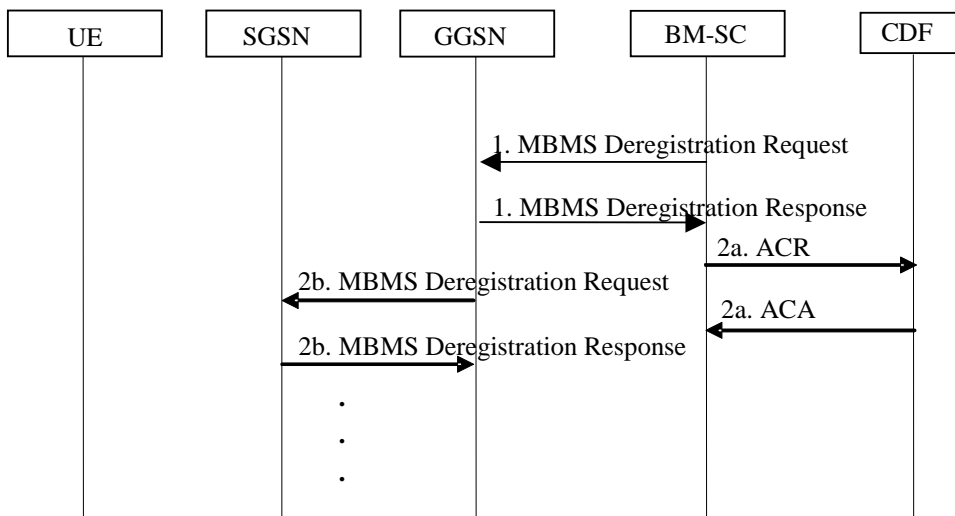 UE
SGSN
GGSN
BM-SC
CDF
1. MBMS Deregistration Request
1. MBMS Deregistration Response
2a. ACR
2b. MBMS Deregistration Request
2a. ACA
2b. MBMS Deregistration Response
.
.
.